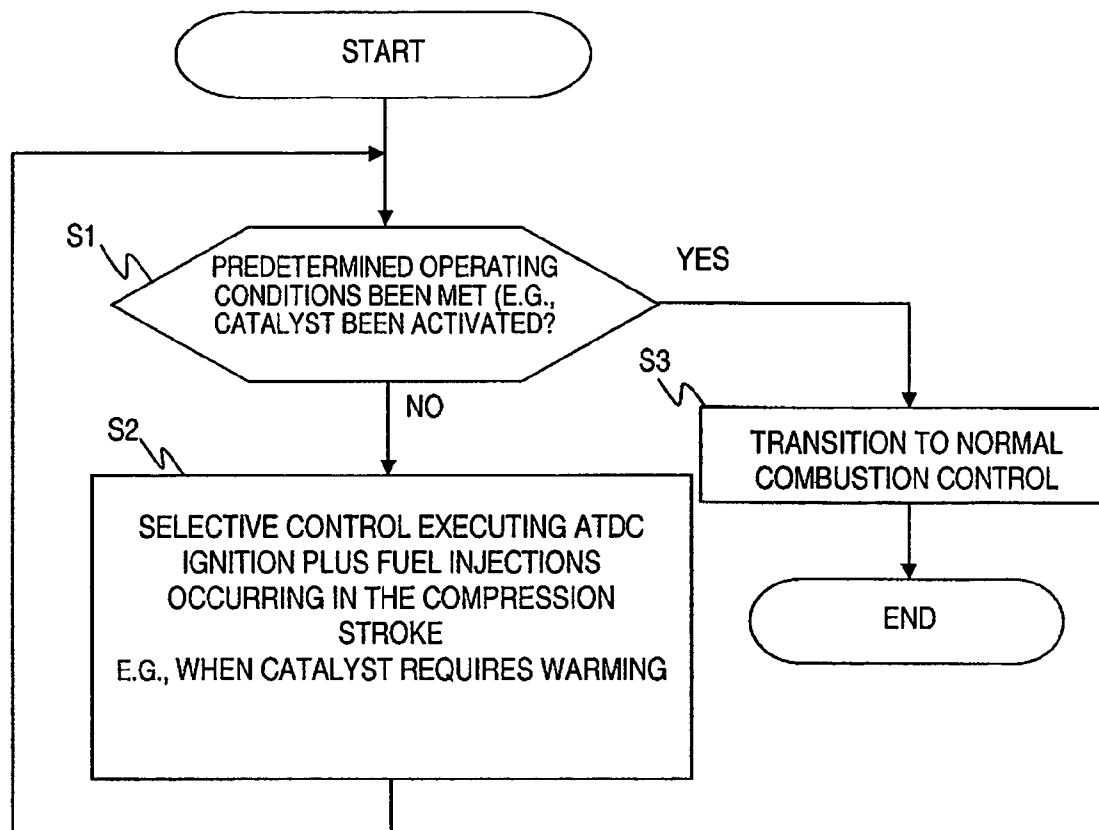 START
S1
PREDETERMINED OPERATING
CONDITIONS BEEN MET (E.G.,
CATALYST BEEN ACTIVATED?
YES
NO
S2
SELECTIVE CONTROL EXECUTING ATDC
IGNITION PLUS FUEL INJECTIONS
OCCURRING IN THE COMPRESSION
STROKE
E.G., WHEN CATALYST REQUIRES WARMING
S3
TRANSITION TO NORMAL
COMBUSTION CONTROL
END